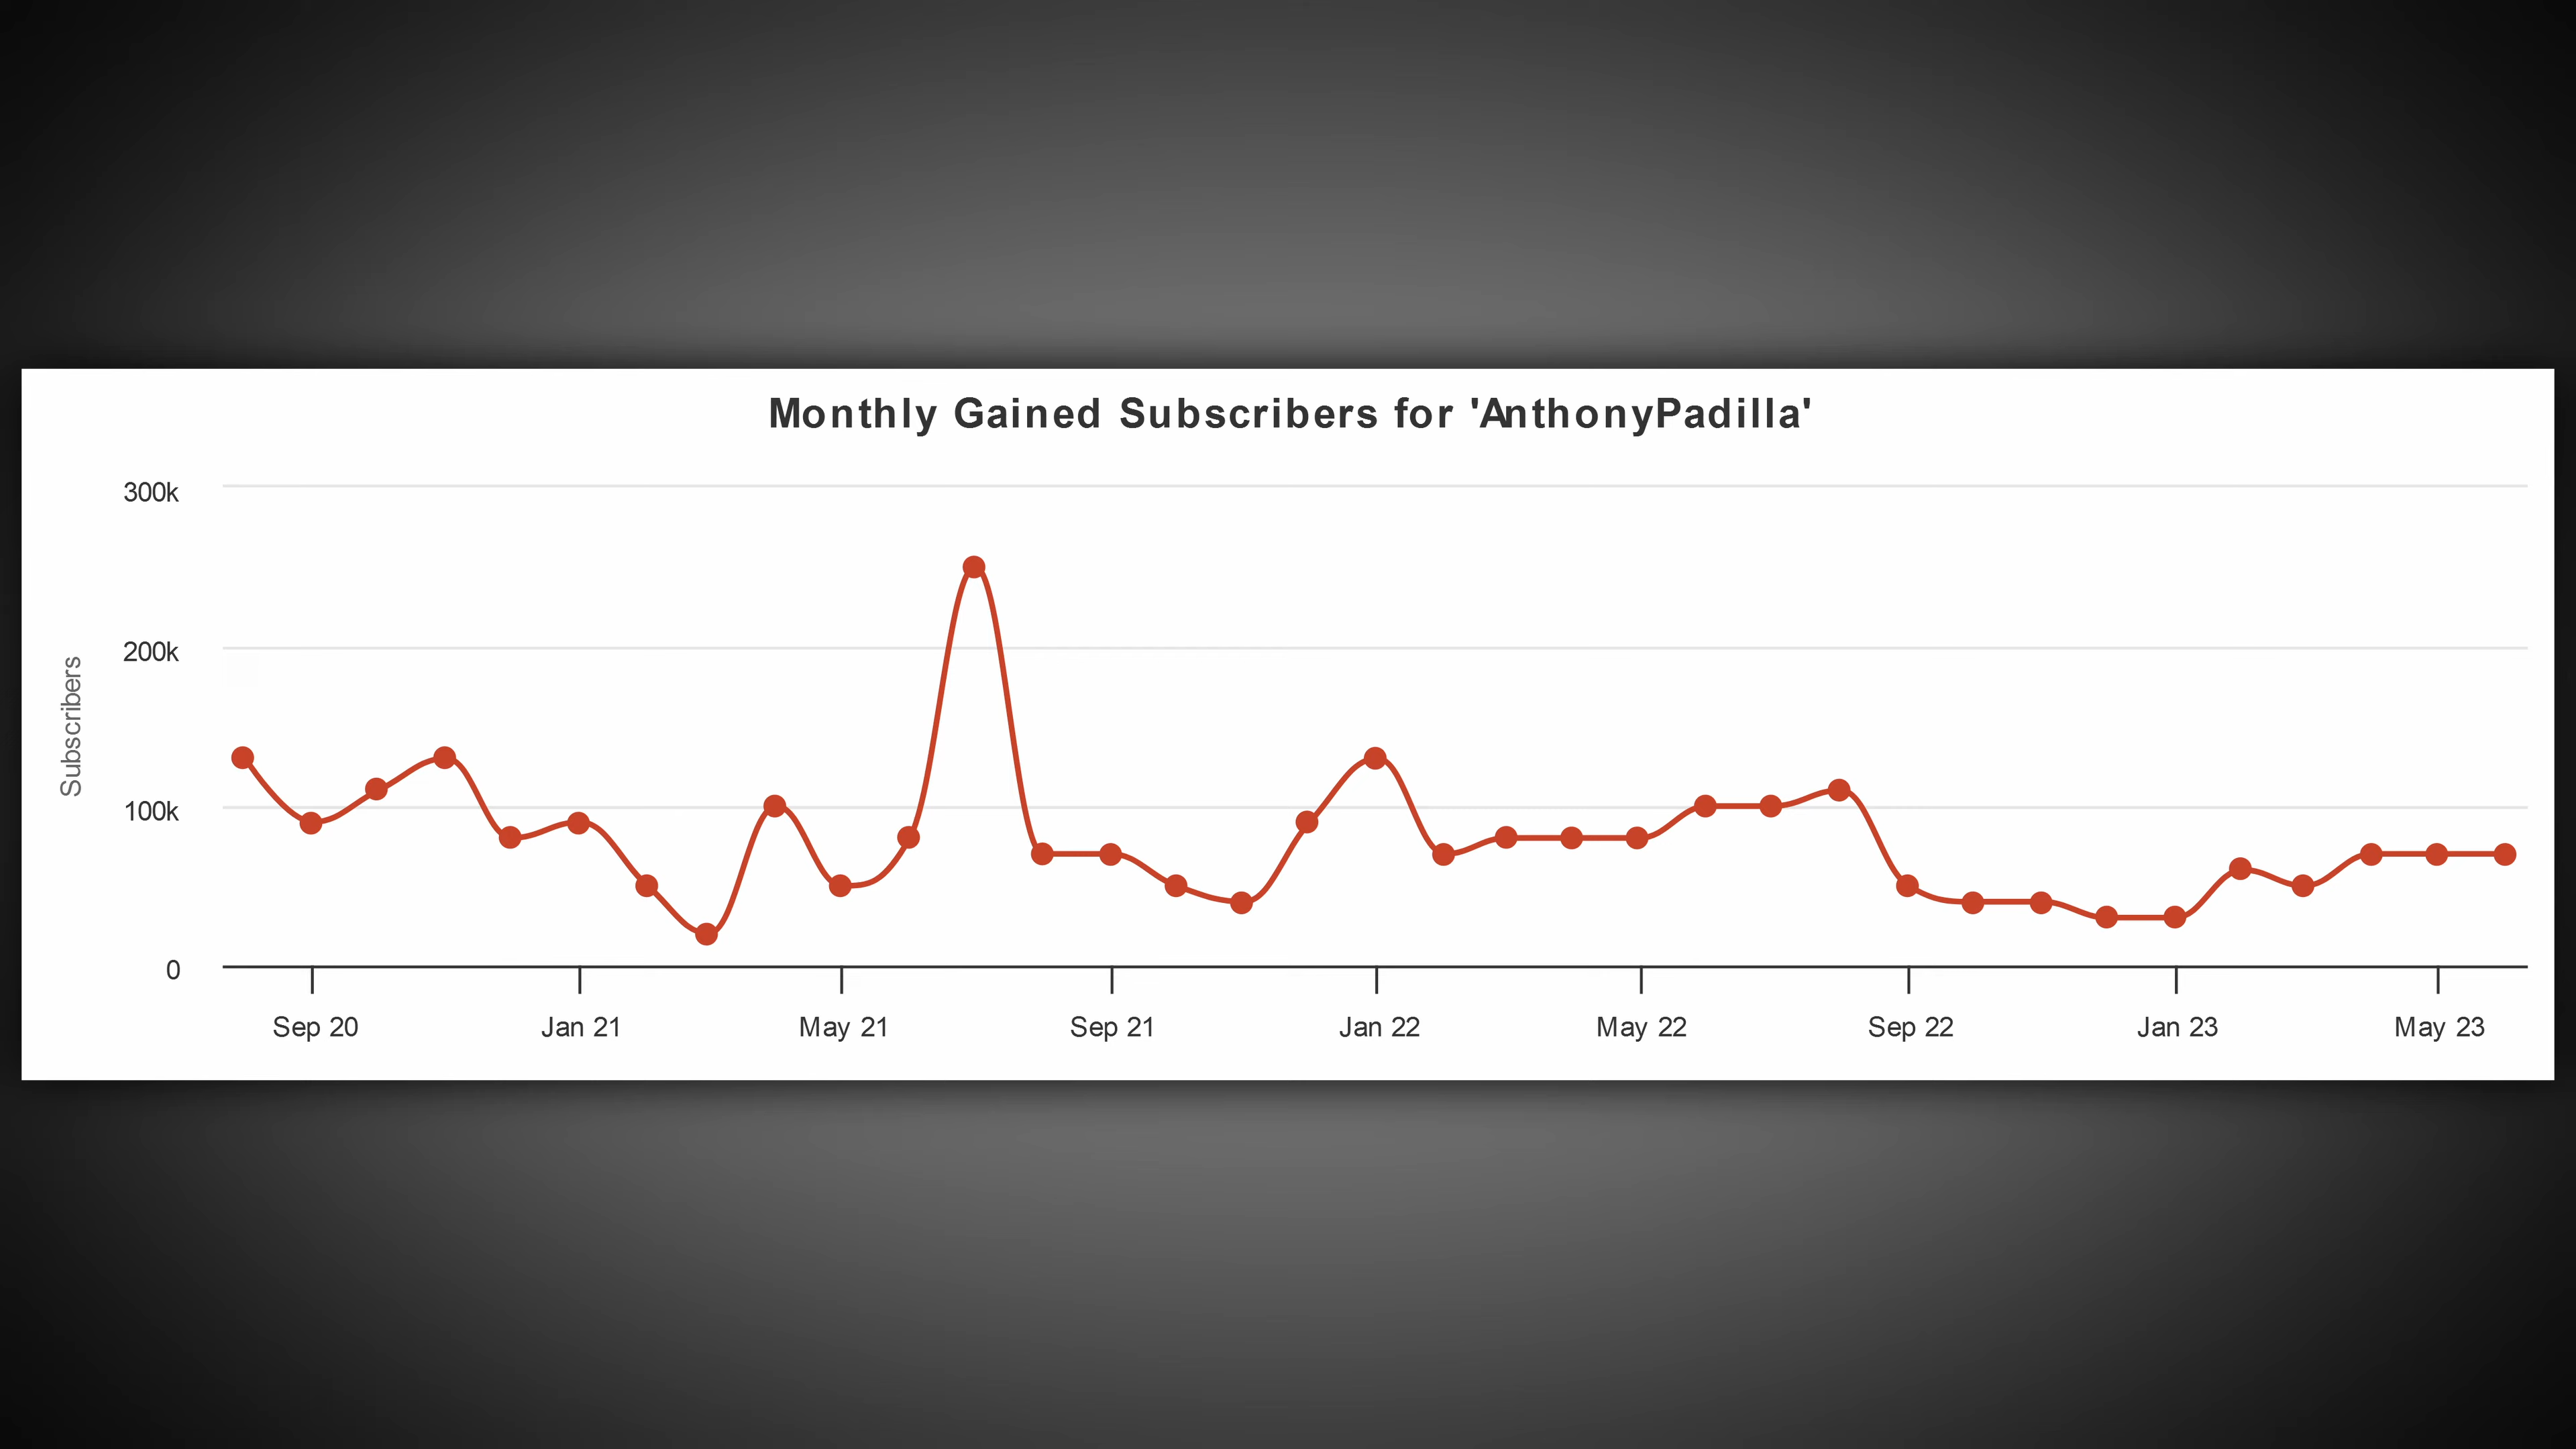 Monthly Gained Subscribers for 'AnthonyPadilla'
Subscribers
300k
200k
100k
0
Sep 20 Jan 21 May 21 Sep 21 Jan 22 May 22 Sep 22 Jan 23 May 23